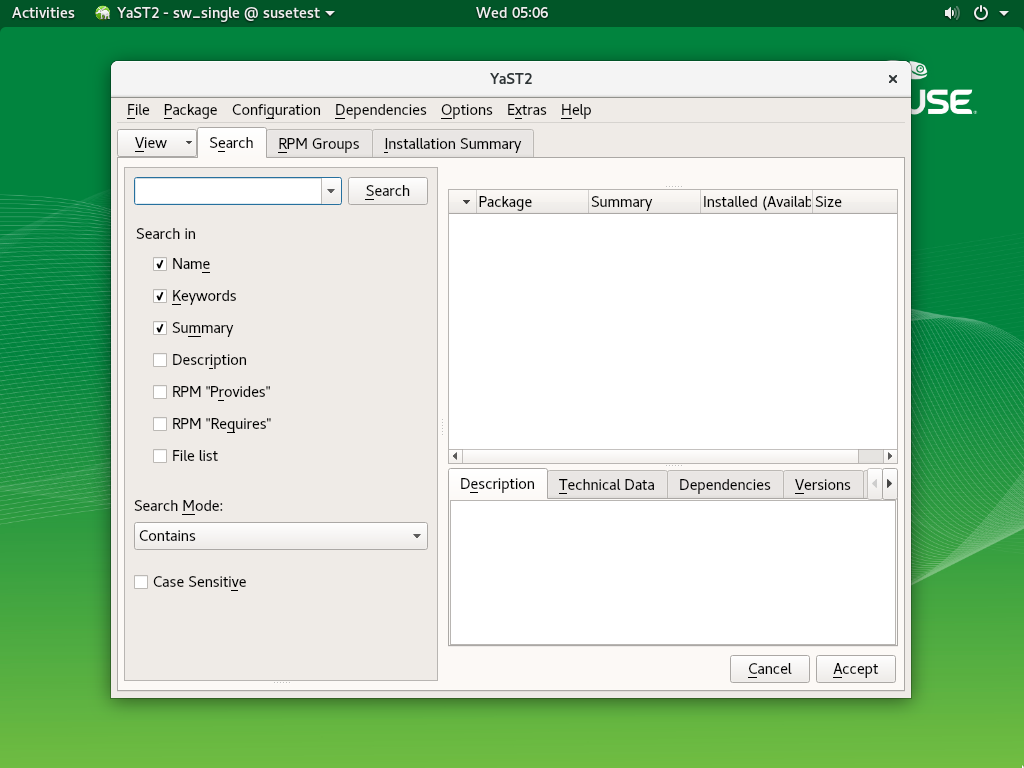 Activities YaST2 - sw_single @ susetest Wed 05:06
YaST2
USE
File Package Configuration Dependencies Options Extras Help
View Search RPM Groups Installation Summary
Search
Package Summary Installed (Availab Size
Search in
Name
Keywords
Summary
Description
RPM "Provides"
RPM "Requires"
File list
Description Technical Data Dependencies Versions
Search Mode:
Contains
Case Sensitive
Cancel Accept